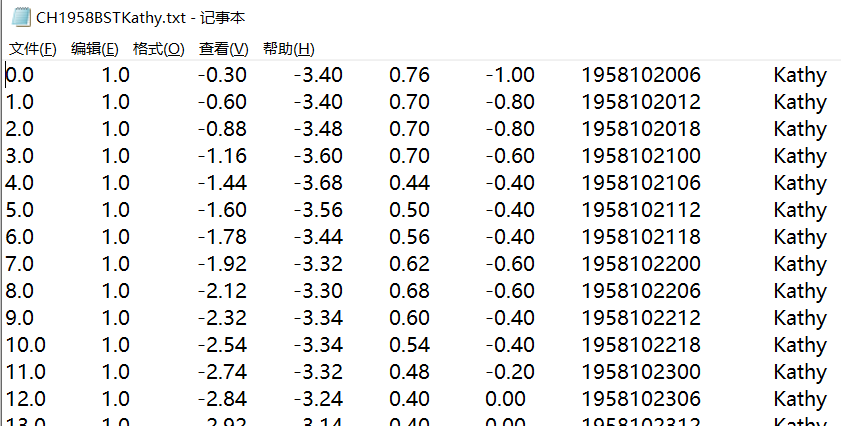 CH1958BSTKathy.txt - 记事本
文件(F) 编辑(E) 格式(O) 查看(V) 帮助(H)
0.0 1.0 -0.30 -3.40 0.76 -1.00 1958102006 Kathy
1.0 1.0 -0.60 -3.40 0.70 -0.80 1958102012 Kathy
2.0 1.0 -0.88 -3.48 0.70 -0.80 1958102018 Kathy
3.0 1.0 -1.16 -3.60 0.70 -0.60 1958102100 Kathy
4.0 1.0 -1.44 -3.68 0.44 -0.40 1958102106 Kathy
5.0 1.0 -1.60 -3.56 0.50 -0.40 1958102112 Kathy
6.0 1.0 -1.78 -3.44 0.56 -0.40 1958102118 Kathy
7.0 1.0 -1.92 -3.32 0.62 -0.60 1958102200 Kathy
8.0 1.0 -2.12 -3.30 0.68 -0.60 1958102206 Kathy
9.0 1.0 -2.32 -3.34 0.60 -0.40 1958102212 Kathy
10.0 1.0 -2.54 -3.34 0.54 -0.40 1958102218 Kathy
11.0 1.0 -2.74 -3.32 0.48 -0.20 1958102300 Kathy
12.0 1.0 -2.84 -3.24 0.40 0.00 1958102306 Kathy
13.0 1.0 -2.92 -3.14 0.40 0.00 1958102312 Kathy